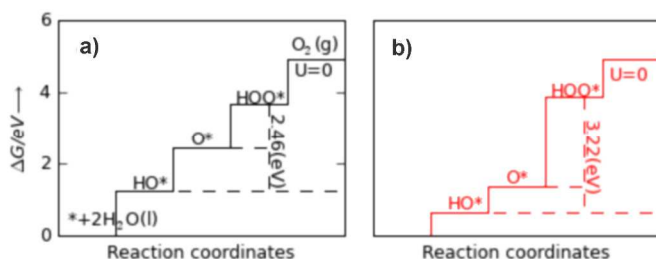 6
4
2
0
ΔG/eV →
a)
O₂(g)
U=0
HOO*
2.46(eV)
O*
HO*
*+2H₂O(l)
Reaction coordinates
b)
U=0
HOO*
3.22(eV)
O*
HO*
Reaction coordinates